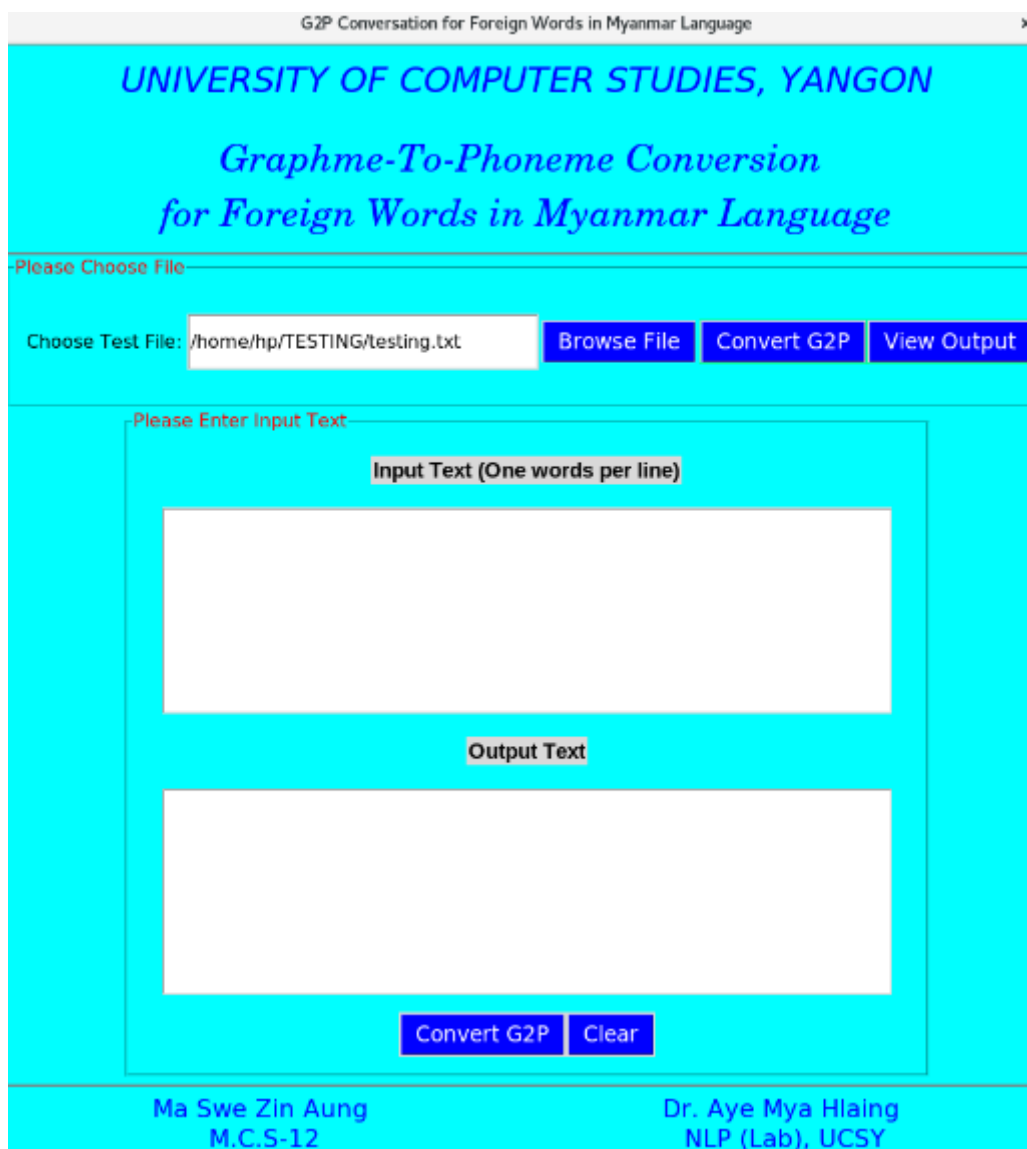 G2P Conversation for Foreign Words in Myanmar Language
UNIVERSITY OF COMPUTER STUDIES, YANGON
Graphme-To-Phoneme Conversion
for Foreign Words in Myanmar Language
Please Choose File
Choose Test File: /home/hp/TESTING/testing.txt Browse File Convert G2P View Output
Please Enter Input Text
Input Text (One words per line)
Output Text
Convert G2P Clear
Ma Swe Zin Aung Dr. Aye Mya Hlaing
M.C.S-12 NLP (Lab), UCSY